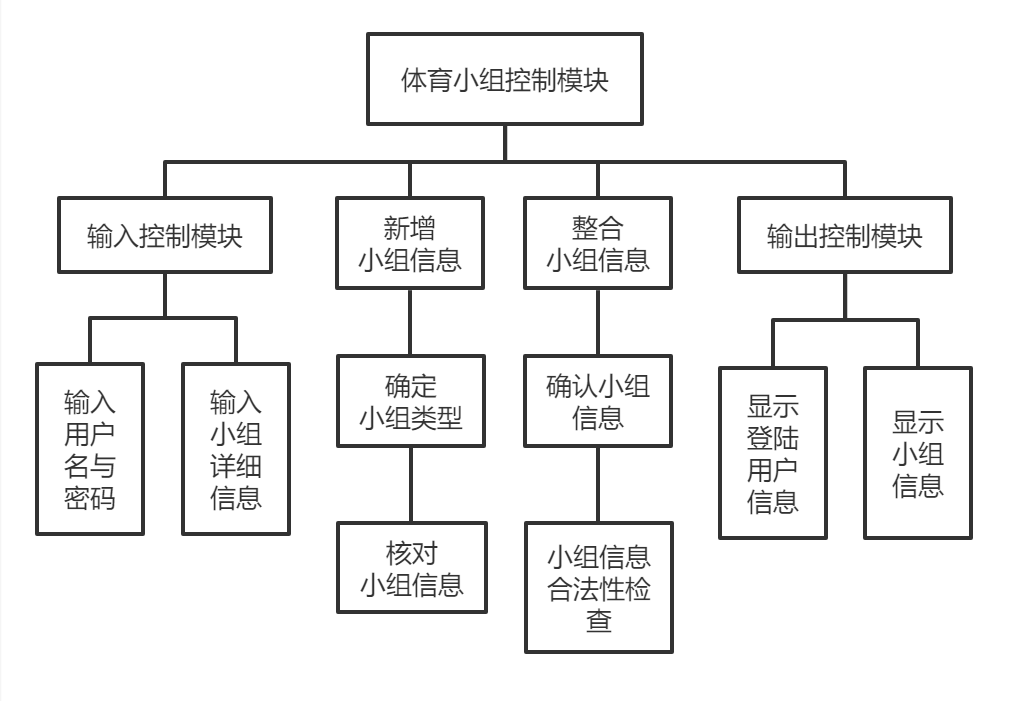 体育小组控制模块
输入控制模块
新增
小组信息
整合
小组信息
输出控制模块
输入
用户
名与
密码
输入
小组
详细
信息
确定
小组类型
确认小组
信息
显示
登陆
用户
信息
显示
小组
信息
核对
小组信息
小组信息
合法性检
查